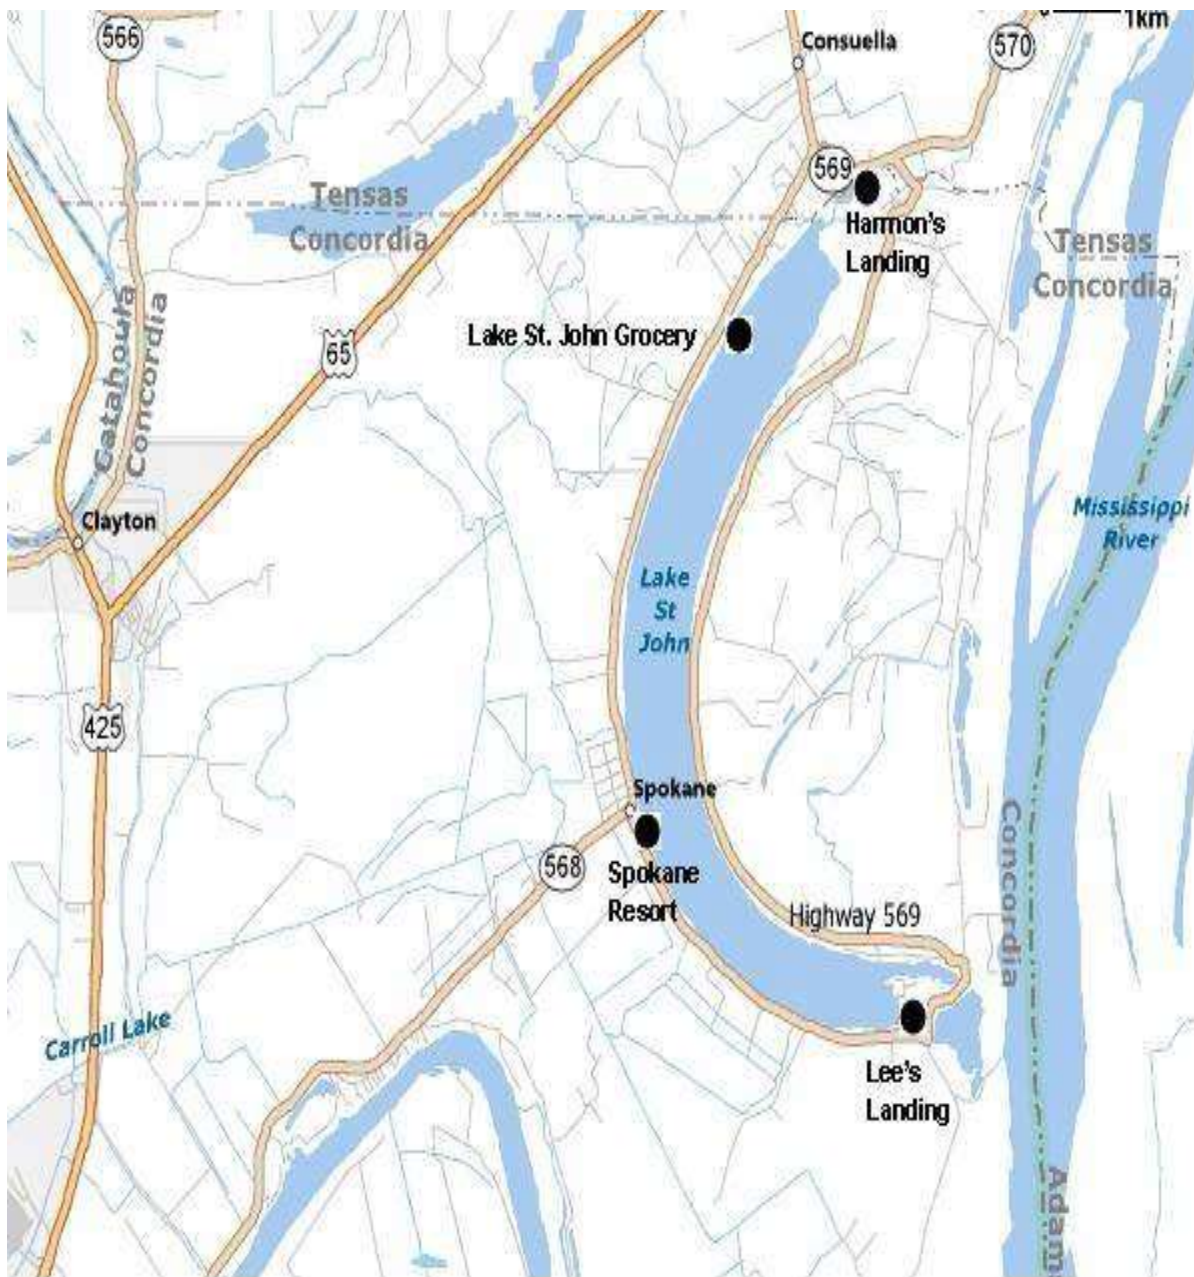 566
Consuella
570
1km
569
Tensas
Concordia
Harmon's
Landing
Tensas
Concordia
Lake St. John Grocery
65
Catahoula
Concordia
Clayton
Mississippi
River
Lake
St
John
425
Spokane
568
Spokane
Resort
Highway 569
Concordia
Carroll Lake
Lee's
Landing
Adam